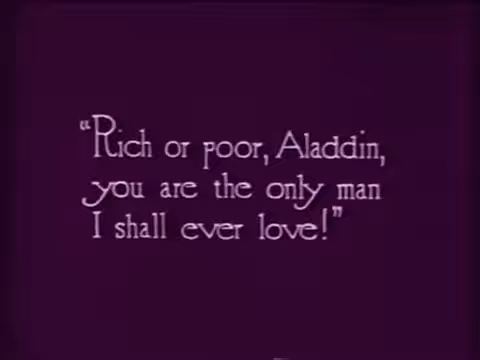 “Rich or poor, Aladdin,
you are the only man
I shall ever love!”